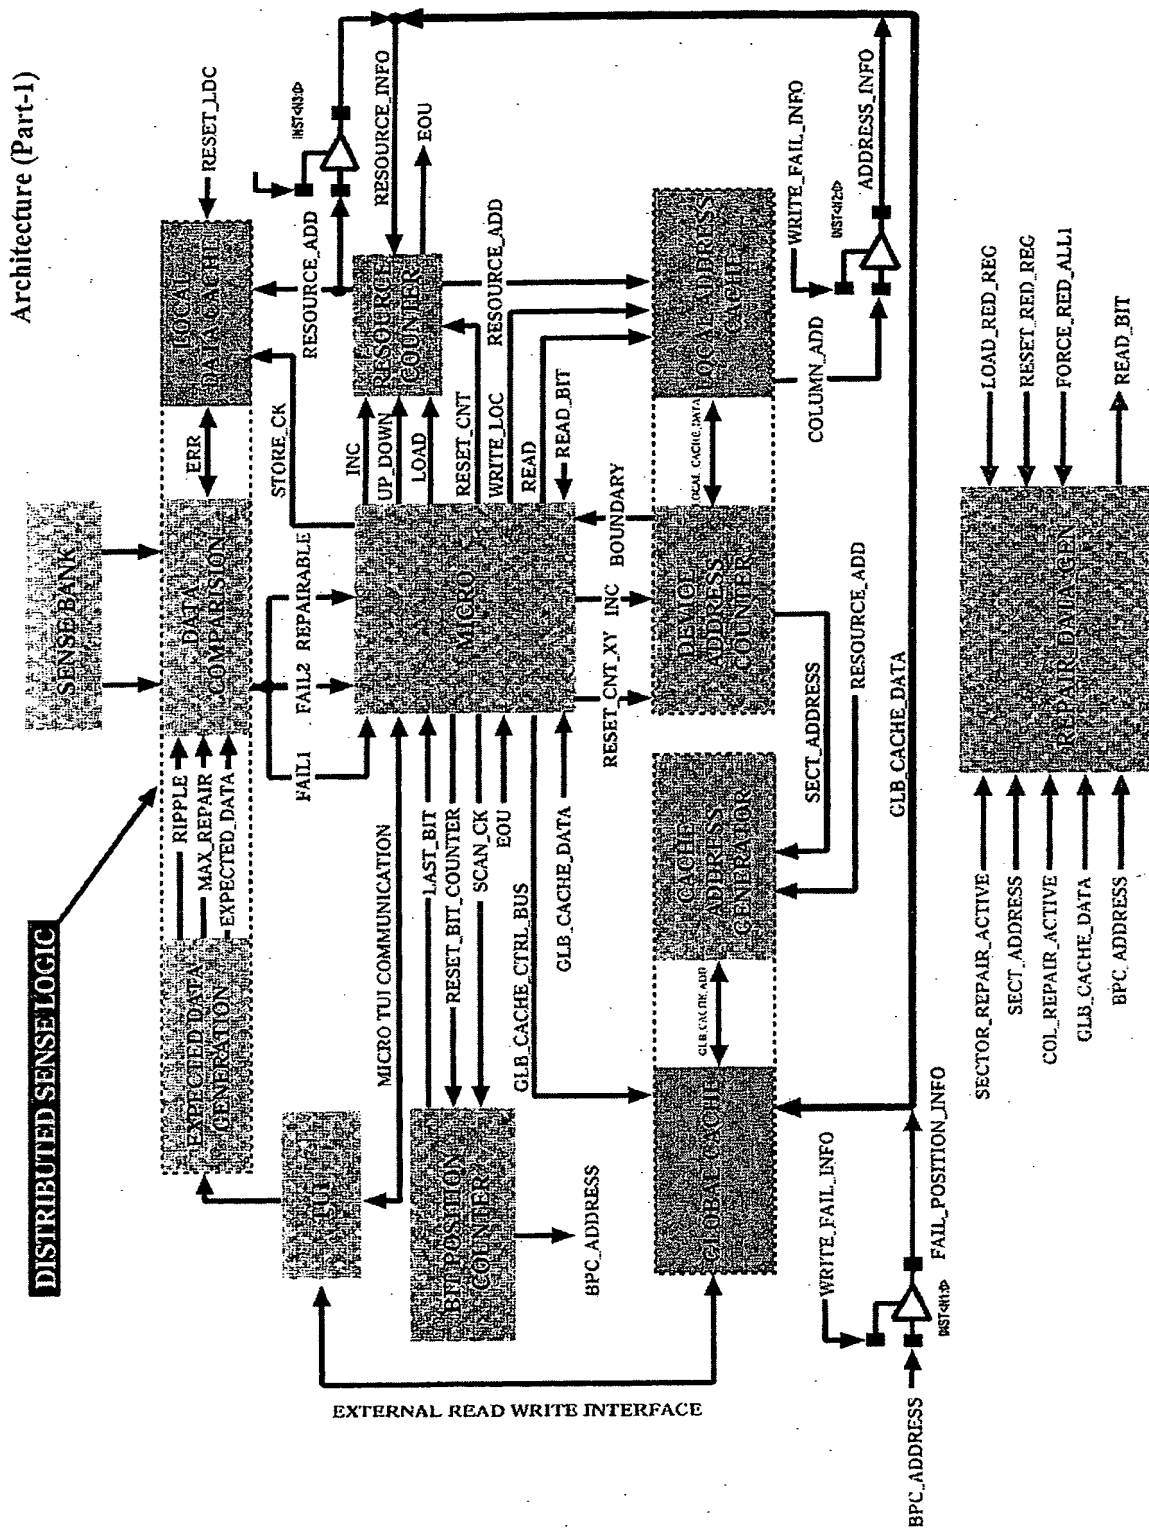 Architecture (Part-1)
DISTRIBUTED SENSE LOGIC
SENSE BANK
EXPECTED DATA
GENERATION
RIPPLE
MAX_REPAIR
EXPECTED_DATA
DATA
COMPARISION
ERR
LOCAL
DATA CACHE
RESET_LDC
TUI
FAIL1
FAIL2
REPAIRABLE
STORE_CK
RESOURCE_ADD
INST<N3:0>
MICRO TUI COMMUNICATION
BIT POSITION
COUNTER
LAST_BIT
RESET_BIT_COUNTER
SCAN_CK
EOU
GLB_CACHE_CTRL_BUS
GLB_CACHE_DATA
MICRO
INC
UP_DOWN
LOAD
RESET_CNT
WRITE_LOC
READ
READ_BIT
RESOURCE
COUNTER
RESOURCE_INFO
EOU
RESOURCE_ADD
BPC_ADDRESS
RESET_CNT_XY
INC
BOUNDARY
GLOBAL CACHE
GLB_CACHE_ADD
CACHE
ADDRESS
GENERATOR
DEVICE
ADDRESS
COUNTER
LOCAL_CACHE_DATA
LOCAL ADDRESS
CACHE
WRITE_FAIL_INFO
EXTERNAL READ WRITE INTERFACE
WRITE_FAIL_INFO
SECT_ADDRESS
RESOURCE_ADD
COLUMN_ADD
ADDRESS_INFO
BPC_ADDRESS
FAIL_POSITION_INFO
GLB_CACHE_DATA
SECTOR_REPAIR_ACTIVE
SECT_ADDRESS
COL_REPAIR_ACTIVE
GLB_CACHE_DATA
BPC_ADDRESS
REPAIR DATA GEN
LOAD_RED_REG
RESET_RED_REG
FORCE_RED_ALL1
READ_BIT